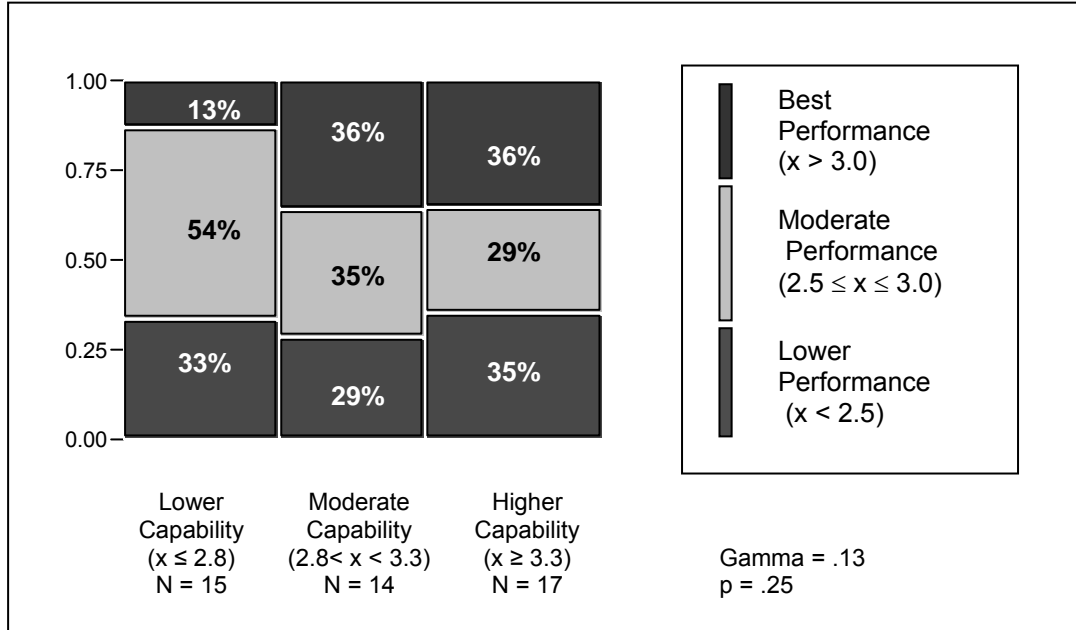 1.00
0.75
0.50
0.25
0.00
13%
54%
33%
36%
35%
29%
36%
29%
35%
Lower
Capability
(x ≤ 2.8)
N = 15
Moderate
Capability
(2.8< x < 3.3)
N = 14
Higher
Capability
(x ≥ 3.3)
N = 17
Best
Performance
(x > 3.0)
Moderate
Performance
(2.5 ≤ x ≤ 3.0)
Lower
Performance
(x < 2.5)
Gamma = .13
p = .25